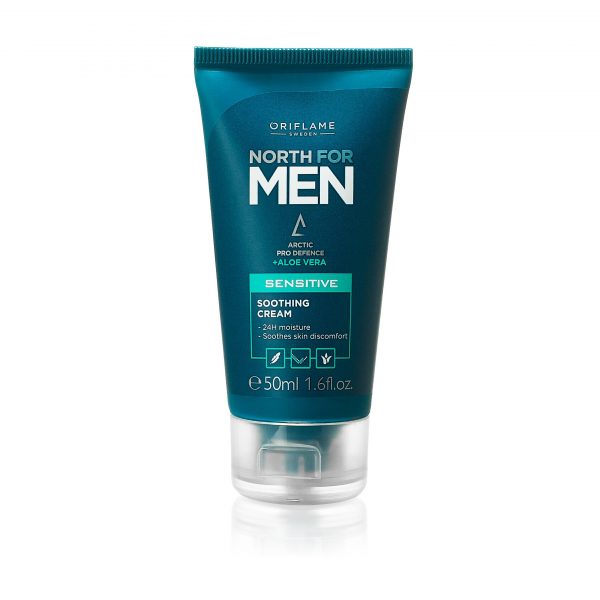 ORIFLAME
SWEDEN
NORTH FOR
MEN
ARCTIC
PRO DEFENCE
+ALOE VERA
SENSITIVE
SOOTHING
CREAM
- 24H moisture
- Soothes skin discomfort
℮50ml 1.6fl.oz.